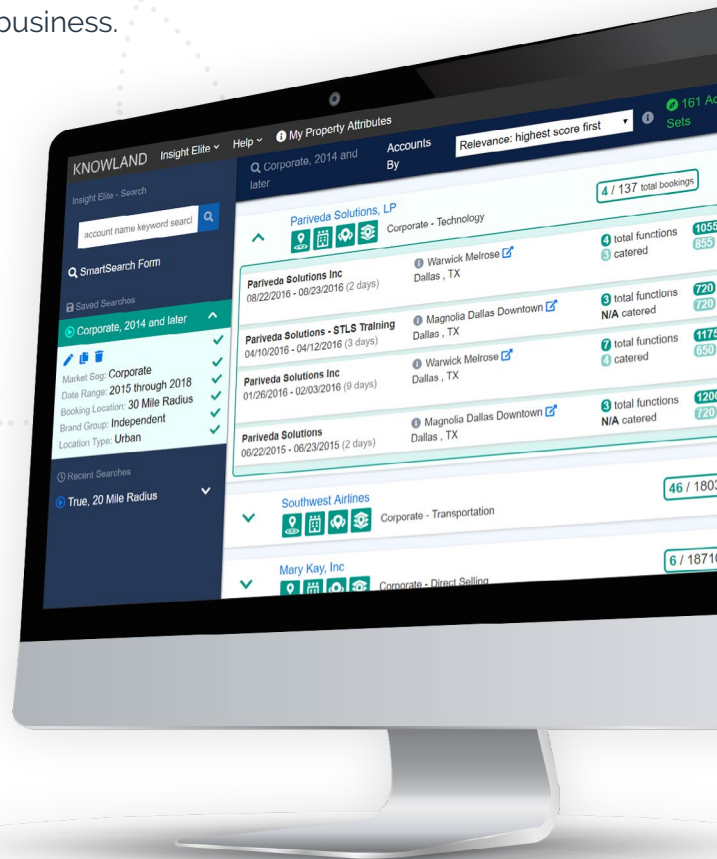 business.
KNOWLAND Insight Elite Help My Property Attributes
Insight Elite - Search
account name keyword searcl
SmartSearch Form
Saved Searches
Corporate, 2014 and later
Market Seg: Corporate
Date Range: 2015 through 2018
Booking Location: 30 Mile Radius
Brand Group: Independent
Location Type: Urban
Recent Searches
True, 20 Mile Radius
Corporate, 2014 and
later
Accounts
By
Relevance: highest score first
161 Ac
Sets
Pariveda Solutions, LP
Corporate - Technology
4 / 137 total bookings
Pariveda Solutions Inc
08/22/2016 - 08/23/2016 (2 days)
Warwick Melrose
Dallas , TX
4 total functions
3 catered
1055
855
Pariveda Solutions - STLS Training
04/10/2016 - 04/12/2016 (3 days)
Magnolia Dallas Downtown
Dallas , TX
3 total functions
N/A catered
720
720
Pariveda Solutions Inc
01/26/2016 - 02/03/2016 (9 days)
Warwick Melrose
Dallas , TX
7 total functions
4 catered
1175
650
Pariveda Solutions
06/22/2015 - 06/23/2015 (2 days)
Magnolia Dallas Downtown
Dallas , TX
3 total functions
N/A catered
1200
720
Southwest Airlines
Corporate - Transportation
46 / 1803
Mary Kay, Inc
Corporate - Direct Selling
6 / 18710